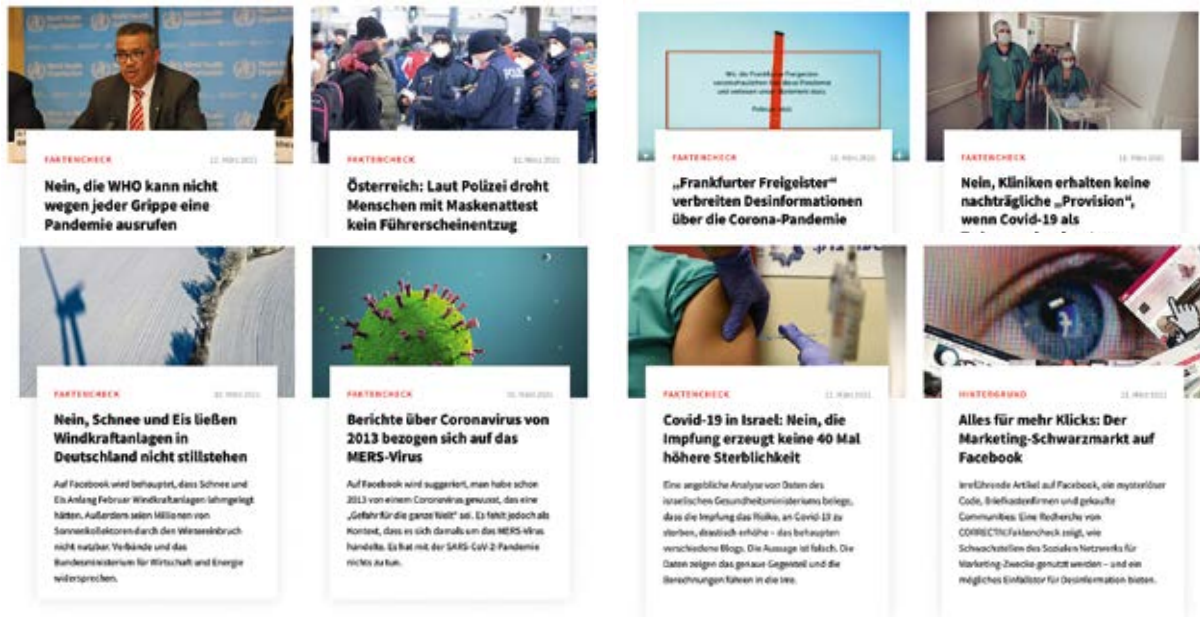 FAKTENCHECK
12. März 2021
Nein, die WHO kann nicht
wegen jeder Grippe eine
Pandemie ausrufen
FAKTENCHECK
Österreich: Laut Polizei droht
Menschen mit Maskenattest
kein Führerscheinentzug
Wir, die Frankfurter Freigeister
FAKTENCHECK
„Frankfurter Freigeister“
verbreiten Desinformationen
über die Corona-Pandemie
FAKTENCHECK
Nein, Kliniken erhalten keine
nachträgliche „Provision“,
wenn Covid-19 als
FAKTENCHECK
Nein, Schnee und Eis ließen
Windkraftanlagen in
Deutschland nicht stillstehen
Auf Facebook wird behauptet, dass Schnee und
Eis Anfang Februar Windkraftanlagen lahmgelegt
hätten. Außerdem seien Millionen von
Sonnenkollektoren durch den Wintereinbruch
nicht nutzbar. Verbände und das
Bundesministerium für Wirtschaft und Energie
widersprechen.
FAKTENCHECK
Berichte über Coronavirus von
2013 bezogen sich auf das
MERS-Virus
Auf Facebook wird suggeriert, man habe schon
2013 von einem Coronavirus gewusst, das eine
„Gefahr für die ganze Welt“ sei. Es fehlt jedoch als
Kontext, dass es sich damals um das MERS-Virus
handelte. Es hat mit der SARS-CoV-2-Pandemie
nichts zu tun.
FAKTENCHECK
Covid-19 in Israel: Nein, die
Impfung erzeugt keine 40 Mal
höhere Sterblichkeit
Eine angebliche Analyse von Daten des
israelischen Gesundheitsministeriums belege,
dass die Impfung das Risiko, an Covid-19 zu
sterben, drastisch erhöhe – das behaupten
verschiedene Blogs. Die Aussage ist falsch. Die
Daten zeigen das genaue Gegenteil und die
Berechnungen führen in die Irre.
HINTERGRUND
Alles für mehr Klicks: Der
Marketing-Schwarzmarkt auf
Facebook
Irreführende Artikel auf Facebook, ein mysteriöser
Code, Briefkastenfirmen und gekaufte
Communities: Eine Recherche von
CORRECTIV.Faktencheck zeigt, wie
Schwachstellen des Sozialen Netzwerks für
Marketing-Zwecke genutzt werden – und ein
mögliches Einfallstor für Desinformation bieten.